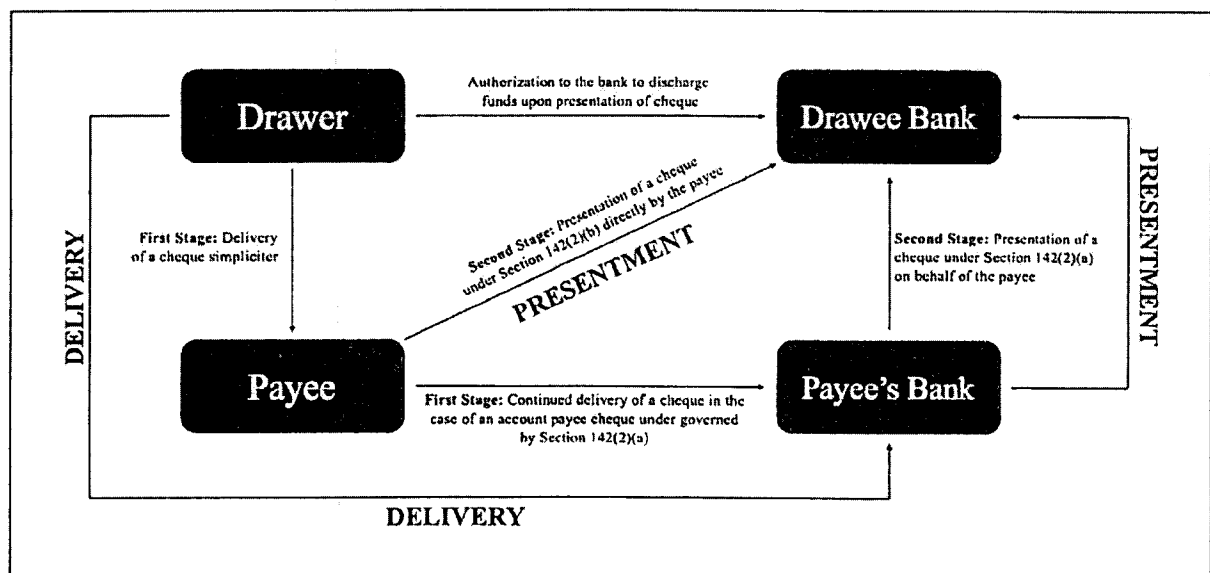 Drawer
Authorization to the bank to discharge
funds upon presentation of cheque
Drawee Bank
DELIVERY
First Stage: Delivery
of a cheque simpliciter
Second Stage: Presentation of a cheque
under Section 142(2)(b) directly by the payee
PRESENTMENT
Second Stage: Presentation of a
cheque under Section 142(2)(a)
on behalf of the payee
PRESENTMENT
Payee
First Stage: Continued delivery of a cheque in the
case of an account payee cheque under governed
by Section 142(2)(a)
Payee's Bank
DELIVERY